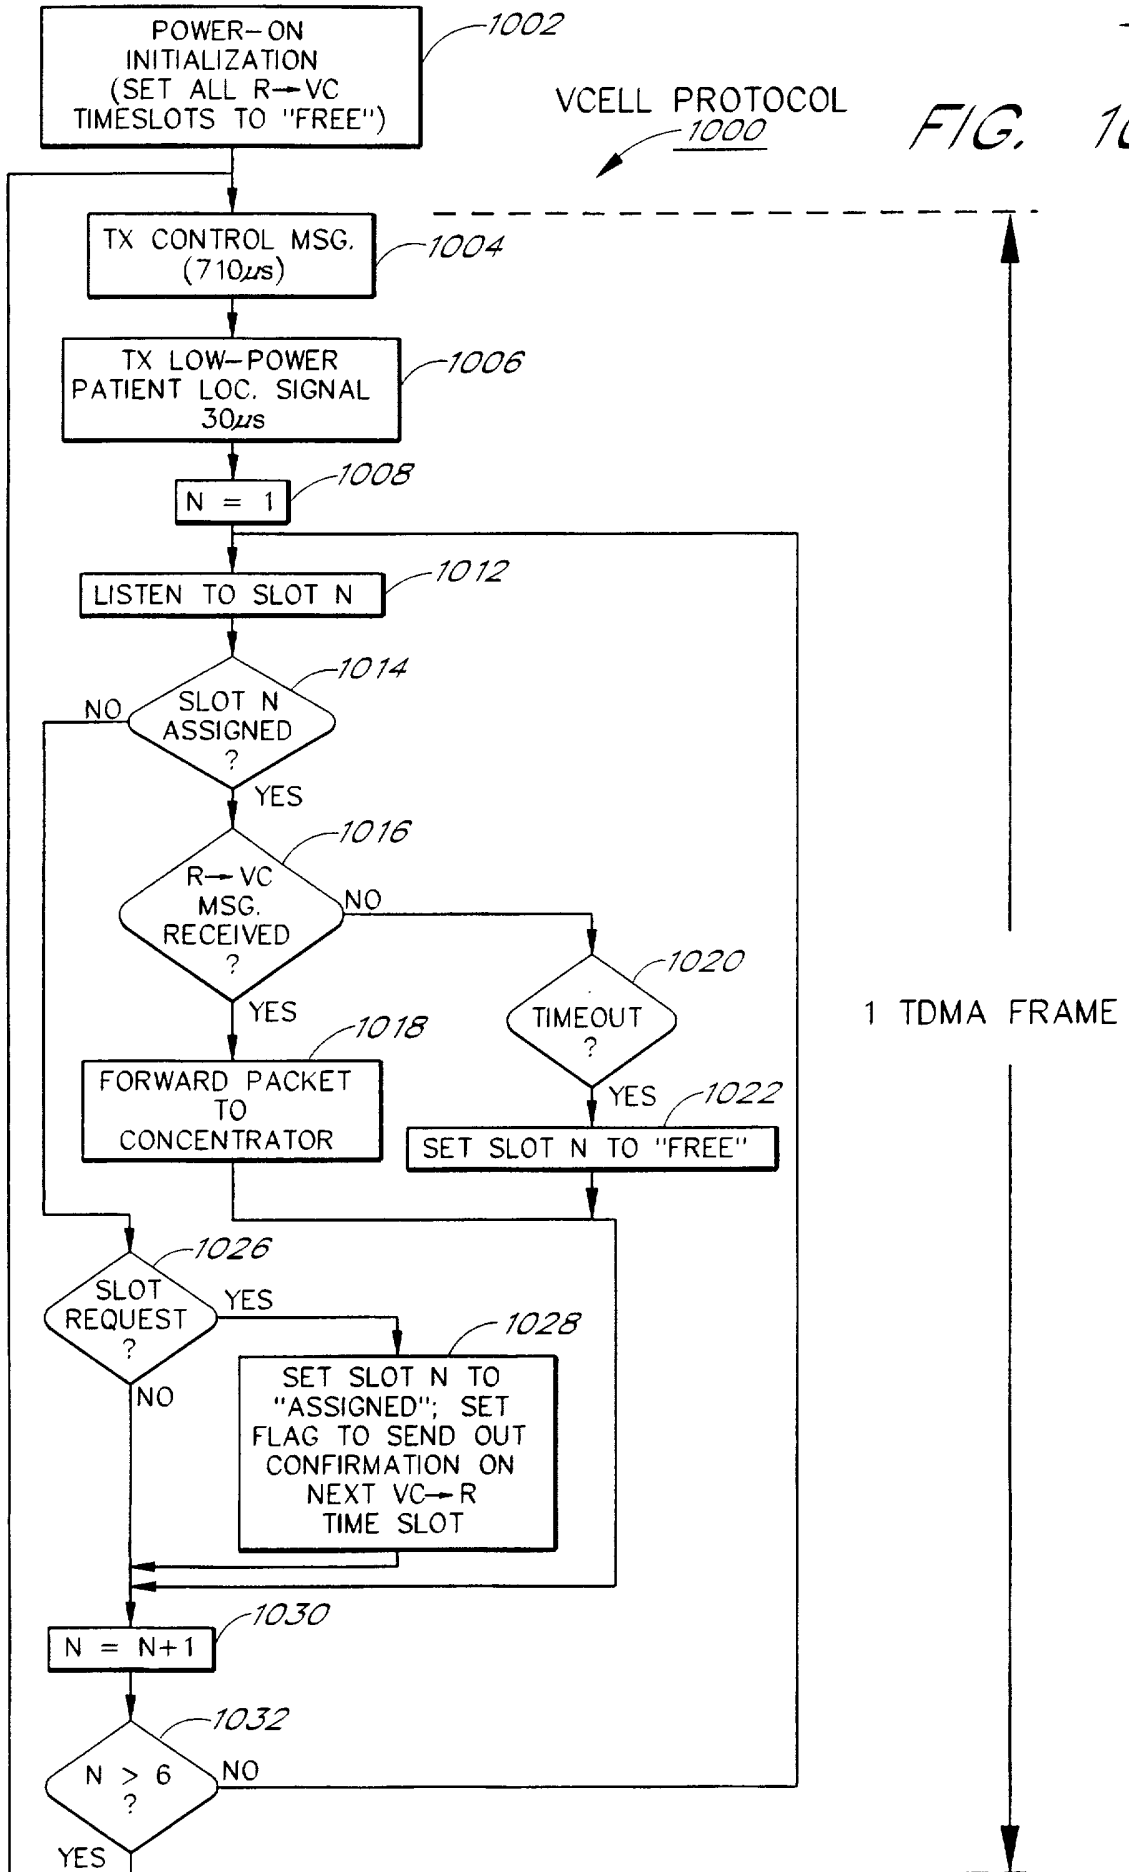 POWER-ON
INITIALIZATION
(SET ALL R→VC
TIMESLOTS TO "FREE")
1002
VCELL PROTOCOL
1000
FIG. 10
TX CONTROL MSG.
(710μs)
1004
TX LOW-POWER
PATIENT LOC. SIGNAL
30μs
1006
N = 1
1008
LISTEN TO SLOT N
1012
SLOT N
ASSIGNED
?
1014
NO
YES
R→VC
MSG.
RECEIVED
?
1016
NO
YES
TIMEOUT
?
1020
YES
1 TDMA FRAME
FORWARD PACKET
TO
CONCENTRATOR
1018
SET SLOT N TO "FREE"
1022
SLOT
REQUEST
?
1026
YES
NO
SET SLOT N TO
"ASSIGNED"; SET
FLAG TO SEND OUT
CONFIRMATION ON
NEXT VC→R
TIME SLOT
1028
N = N+1
1030
N > 6
?
1032
NO
YES